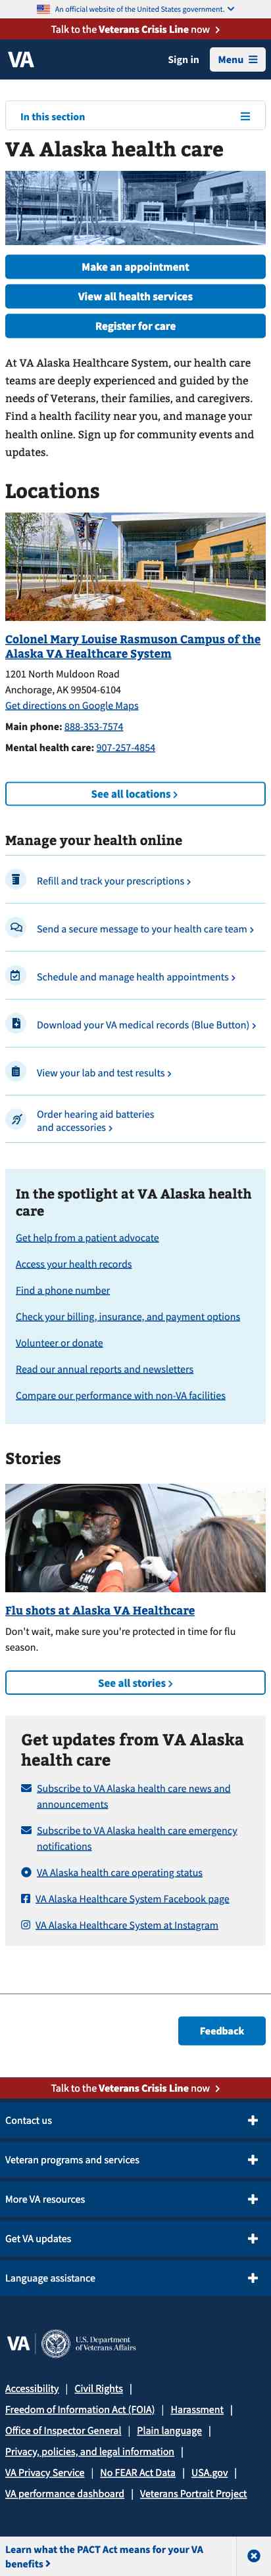 An official website of the United States government.
Talk to the Veterans Crisis Line now
VA
Sign in
Menu
In this section
VA Alaska health care
Make an appointment
View all health services
Register for care
At VA Alaska Healthcare System, our health care
teams are deeply experienced and guided by the
needs of Veterans, their families, and caregivers.
Find a health facility near you, and manage your
health online. Sign up for community events and
updates.
Locations
Colonel Mary Louise Rasmuson Campus of the
Alaska VA Healthcare System
1201 North Muldoon Road
Anchorage, AK 99504-6104
Get directions on Google Maps
Main phone: 888-353-7574
Mental health care: 907-257-4854
See all locations
Manage your health online
Refill and track your prescriptions
Send a secure message to your health care team
Schedule and manage health appointments
Download your VA medical records (Blue Button)
View your lab and test results
Order hearing aid batteries
and accessories
In the spotlight at VA Alaska health
care
Get help from a patient advocate
Access your health records
Find a phone number
Check your billing, insurance, and payment options
Volunteer or donate
Read our annual reports and newsletters
Compare our performance with non-VA facilities
Stories
Flu shots at Alaska VA Healthcare
Don't wait, make sure you're protected in time for flu
season.
See all stories
Get updates from VA Alaska
health care
Subscribe to VA Alaska health care news and
announcements
Subscribe to VA Alaska health care emergency
notifications
VA Alaska health care operating status
VA Alaska Healthcare System Facebook page
VA Alaska Healthcare System at Instagram
Feedback
Talk to the Veterans Crisis Line now
Contact us
Veteran programs and services
More VA resources
Get VA updates
Language assistance
VA
U.S. Department
of Veterans Affairs
Accessibility | Civil Rights |
Freedom of Information Act (FOIA) | Harassment |
Office of Inspector General | Plain language |
Privacy, policies, and legal information |
VA Privacy Service | No FEAR Act Data | USA.gov |
VA performance dashboard | Veterans Portrait Project
Learn what the PACT Act means for your VA
benefits